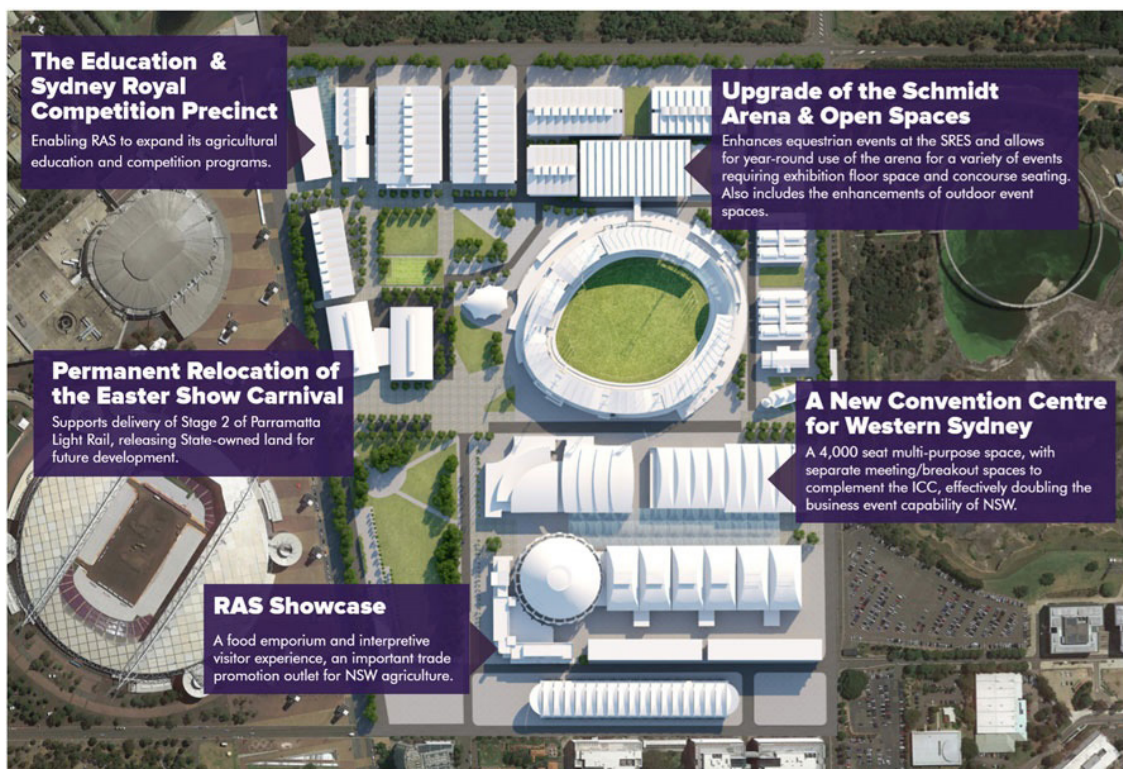 The Education &
Sydney Royal
Competition Precinct
Enabling RAS to expand its agricultural
education and competition programs.
Upgrade of the Schmidt
Arena & Open Spaces
Enhances equestrian events at the SRES and allows
for year-round use of the arena for a variety of events
requiring exhibition floor space and concourse seating.
Also includes the enhancements of outdoor event
spaces.
Permanent Relocation of
the Easter Show Carnival
Supports delivery of Stage 2 of Parramatta
Light Rail, releasing State-owned land for
future development.
A New Convention Centre
for Western Sydney
A 4,000 seat multi-purpose space, with
separate meeting/breakout spaces to
complement the ICC, effectively doubling the
business event capability of NSW.
RAS Showcase
A food emporium and interpretive
visitor experience, an important trade
promotion outlet for NSW agriculture.